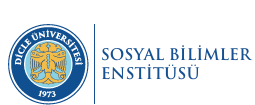 DİCLE ÜNİVERSİTESİ
1973
SOSYAL BİLİMLER
ENSTİTÜSÜ